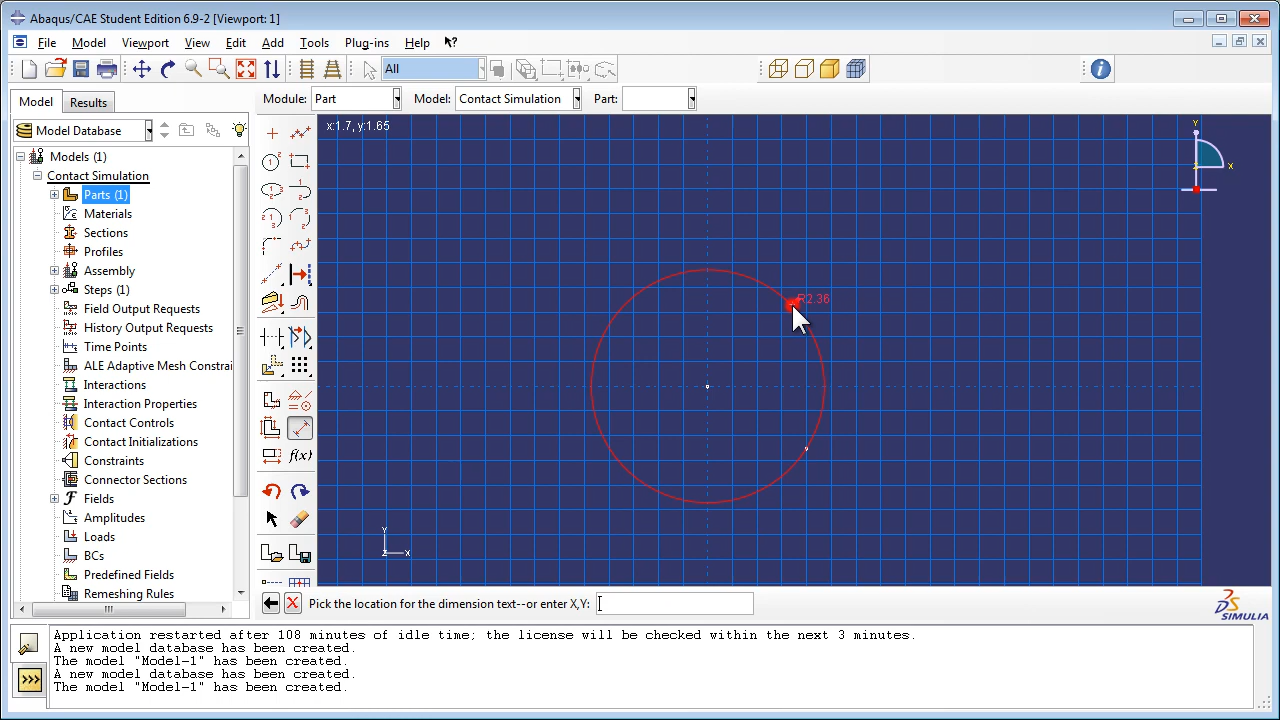 Abaqus/CAE Student Edition 6.9-2 [Viewport: 1]
File Model Viewport View Edit Add Tools Plug-ins Help
All
Model Results
Module: Part Model: Contact Simulation Part:
Model Database
x:1.7, y:1.65
Y
X
Z
Models (1)
Contact Simulation
Parts (1)
Materials
Sections
Profiles
Assembly
Steps (1)
Field Output Requests
History Output Requests
Time Points
ALE Adaptive Mesh Constrai
Interactions
Interaction Properties
Contact Controls
Contact Initializations
Constraints
Connector Sections
Fields
Amplitudes
Loads
BCs
Predefined Fields
Remeshing Rules
f(x)
R2.36
Y
Z X
Pick the location for the dimension text--or enter X,Y:
SIMULIA
Application restarted after 108 minutes of idle time; the license will be checked within the next 3 minutes.
A new model database has been created.
The model "Model-1" has been created.
A new model database has been created.
The model "Model-1" has been created.
>>>